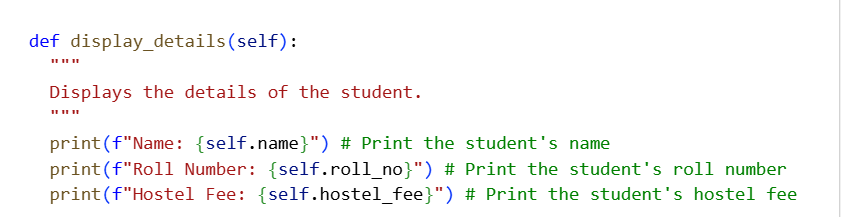 def display_details(self):
"""
Displays the details of the student.
"""
print(f"Name: {self.name}") # Print the student's name
print(f"Roll Number: {self.roll_no}") # Print the student's roll number
print(f"Hostel Fee: {self.hostel_fee}") # Print the student's hostel fee